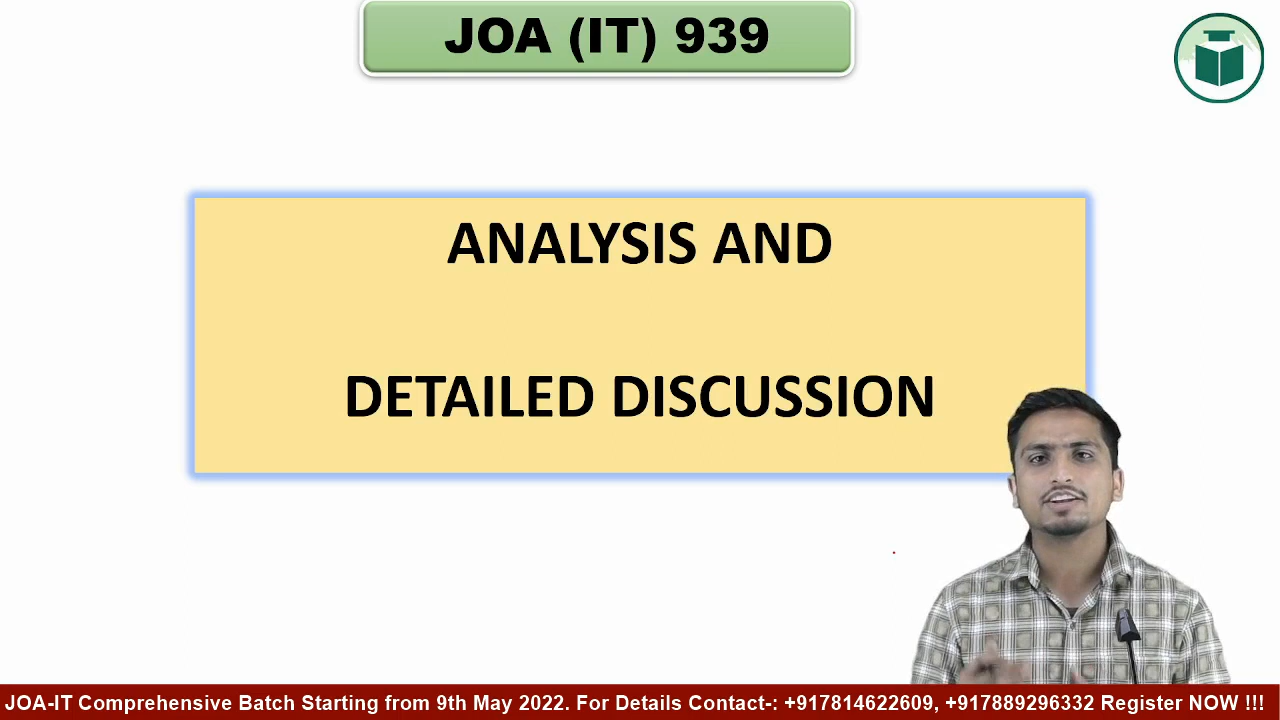 JOA (IT) 939
ANALYSIS AND
DETAILED DISCUSSION
JOA-IT Comprehensive Batch Starting from 9th May 2022. For Details Contact-: +917814622609, +917889296332 Register NOW !!!